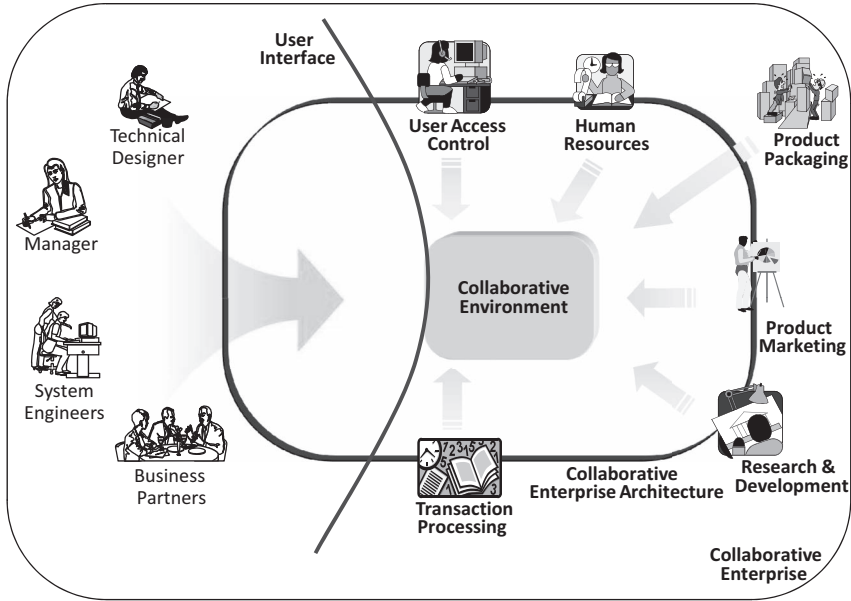 User
Interface
Technical
Designer
Manager
System
Engineers
Business
Partners
User Access
Control
Human
Resources
Product
Packaging
Collaborative
Environment
Product
Marketing
Research &
Development
Collaborative
Enterprise Architecture
Transaction
Processing
Collaborative
Enterprise